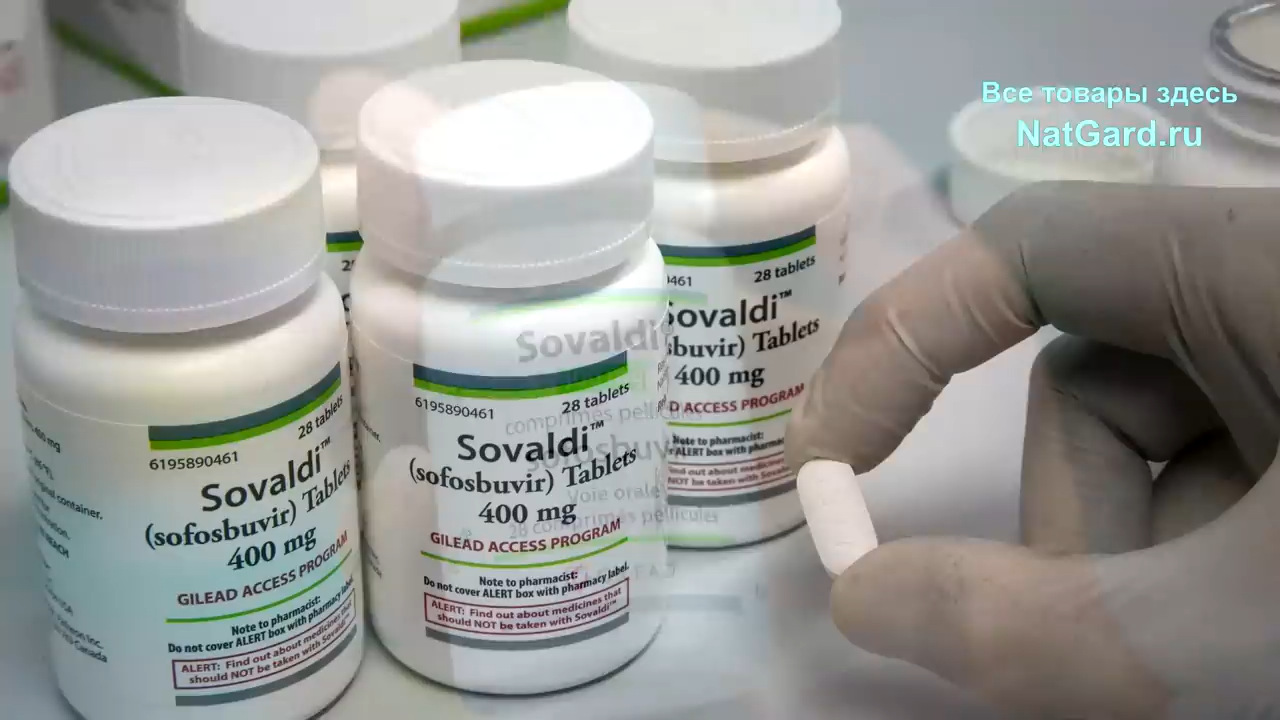 Все товары здесь
NatGard.ru
28 tablets
6195890461
Sovaldi™
(sofosbuvir) Tablets
400 mg
GILEAD ACCESS PROGRAM
Note to pharmacist:
Do not cover ALERT box with pharmacy label.
ALERT: Find out about medicines that
should NOT be taken with Sovaldi™
28 tablets
6195890461
Sovaldi™
(sofosbuvir) Tablets
400 mg
GILEAD ACCESS PROGRAM
Note to pharmacist:
Do not cover ALERT box with pharmacy label.
ALERT: Find out about medicines that
should NOT be taken with Sovaldi™
28 tablets
Tablets
400 mg
ACCESS PROGRAM
Note to pharmacist:
ALERT box with
Sovaldi
comprimés pelliculés
Voie orale
28 comprimés pelliculés